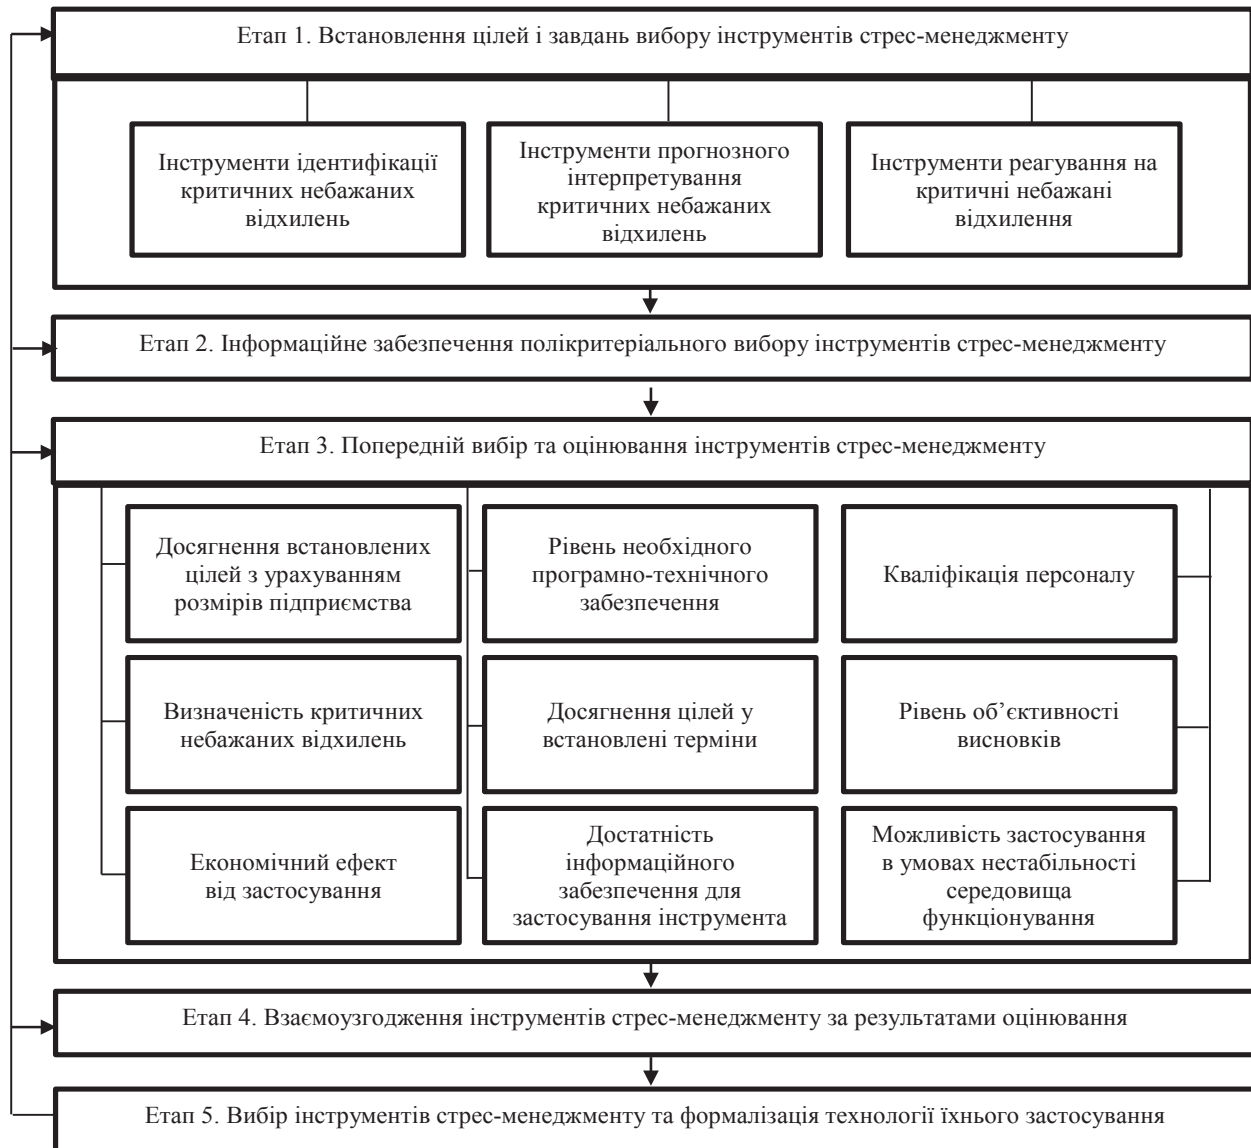 Етап 1. Встановлення цілей і завдань вибору інструментів стрес-менеджменту
Інструменти ідентифікації
критичних небажаних
відхилень
Інструменти прогнозного
інтерпретування
критичних небажаних
відхилень
Інструменти реагування на
критичні небажані
відхилення
Етап 2. Інформаційне забезпечення полікритеріального вибору інструментів стрес-менеджменту
Етап 3. Попередній вибір та оцінювання інструментів стрес-менеджменту
Досягнення встановлених
цілей з урахуванням
розмірів підприємства
Рівень необхідного
програмно-технічного
забезпечення
Кваліфікація персоналу
Визначеність критичних
небажаних відхилень
Досягнення цілей у
встановлені терміни
Рівень об’єктивності
висновків
Економічний ефект
від застосування
Достатність
інформаційного
забезпечення для
застосування інструмента
Можливість застосування
в умовах нестабільності
середовища
функціонування
Етап 4. Взаємоузгодження інструментів стрес-менеджменту за результатами оцінювання
Етап 5. Вибір інструментів стрес-менеджменту та формалізація технології їхнього застосування